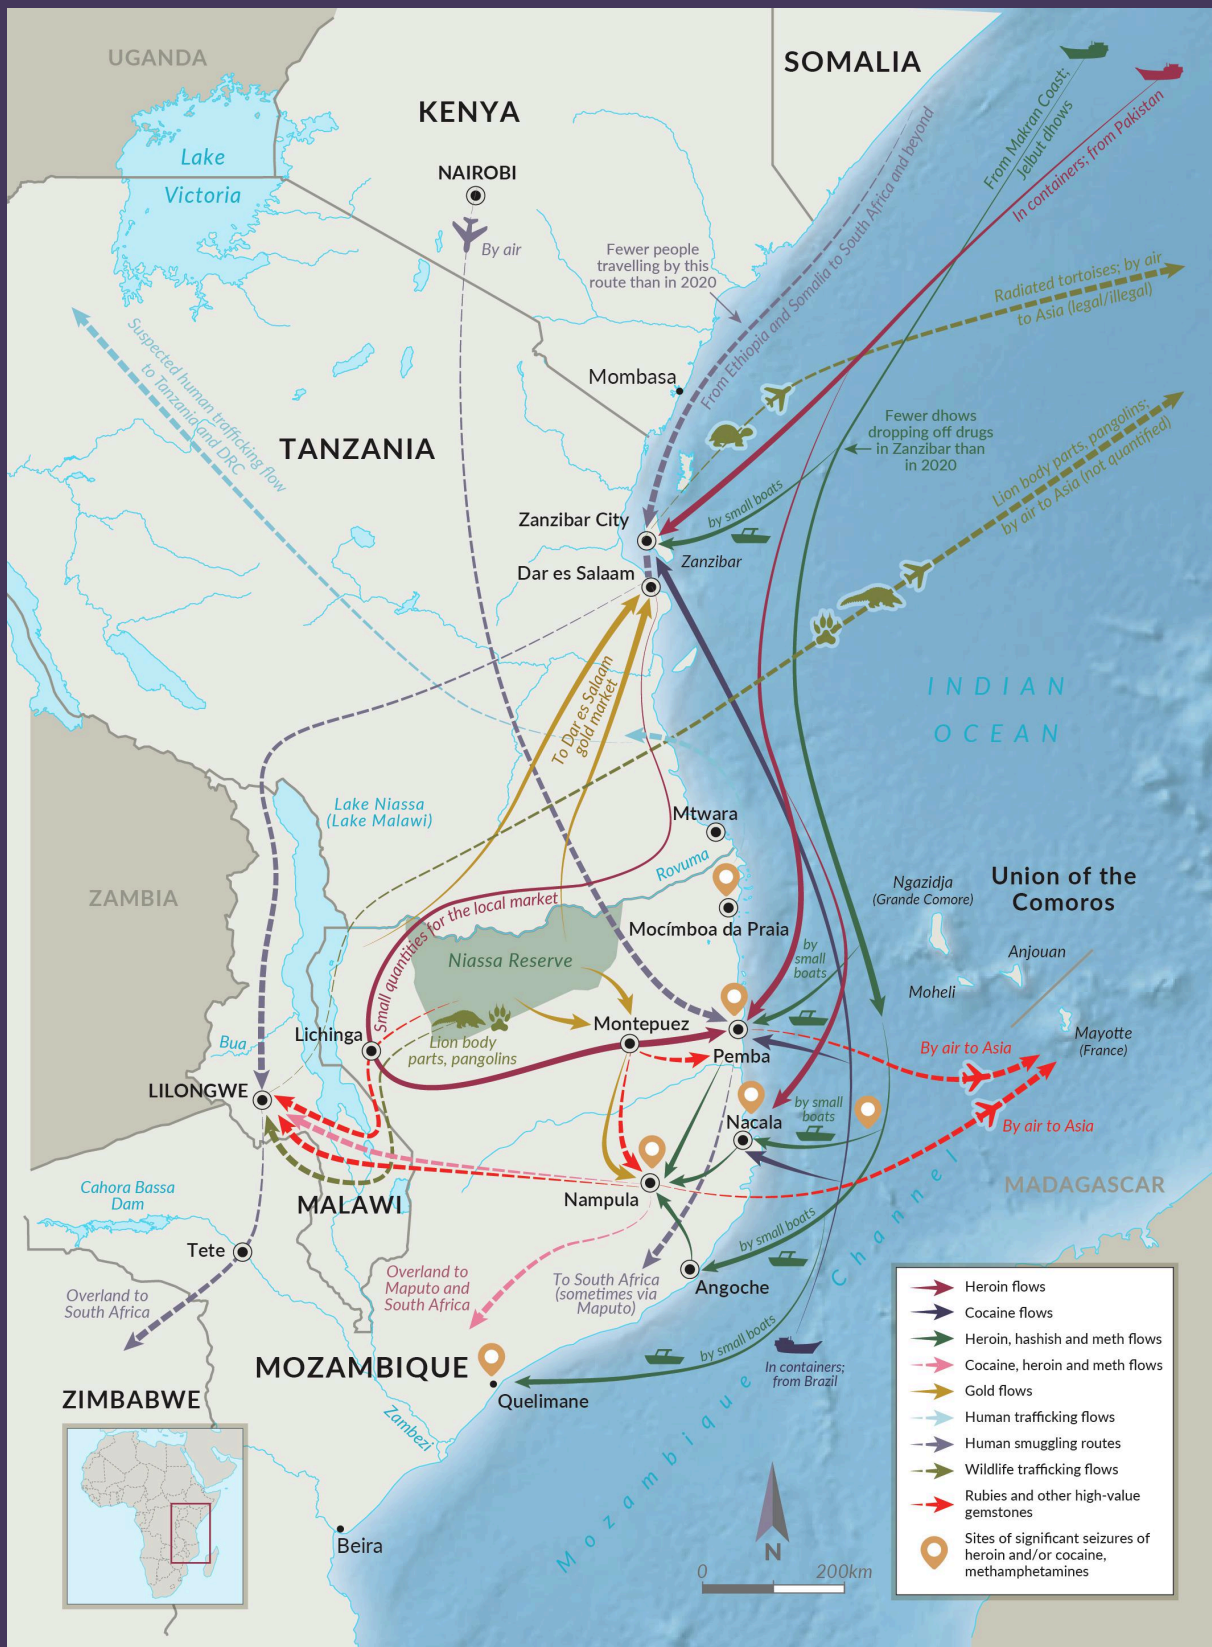 UGANDA
KENYA
SOMALIA
Lake
Victoria
NAIROBI
By air
From Makran Coast;
Jelbut dhows
In containers; from Pakistan
Fewer people
travelling by this
route than in 2020
From Ethiopia and Somalia to South Africa and beyond
Radiated tortoises; by air
to Asia (legal/illegal)
Suspected human trafficking flow
to Tanzania and DRC
Mombasa
TANZANIA
Fewer dhows
dropping off drugs
in Zanzibar than
in 2020
Lion body parts, pangolins;
by air to Asia (not quantified)
by small boats
Zanzibar City
Zanzibar
Dar es Salaam
To Dar es Salaam
gold market
INDIAN
OCEAN
Lake Niassa
(Lake Malawi)
Mtwara
Rovuma
ZAMBIA
Ngazidja
(Grande Comore)
Union of the
Comoros
Small quantities for the local market
Mocímboa da Praia
Niassa Reserve
by
small
boats
Anjouan
Moheli
Montepuez
Lichinga
Lion body
parts, pangolins
Bua
Pemba
By air to Asia
Mayotte
(France)
LILONGWE
by small
boats
Nacala
By air to Asia
Cahora Bassa
Dam
MALAWI
Nampula
MADAGASCAR
by small boats
Tete
Overland to
Maputo and
South Africa
To South Africa
(sometimes via
Maputo)
Angoche
Overland to
South Africa
by small boats
In containers;
from Brazil
MOZAMBIQUE
Quelimane
ZIMBABWE
Zambezi
Mozambique Channel
Beira
N
0 200km
Heroin flows
Cocaine flows
Heroin, hashish and meth flows
Cocaine, heroin and meth flows
Gold flows
Human trafficking flows
Human smuggling routes
Wildlife trafficking flows
Rubies and other high-value
gemstones
Sites of significant seizures of
heroin and/or cocaine,
methamphetamines